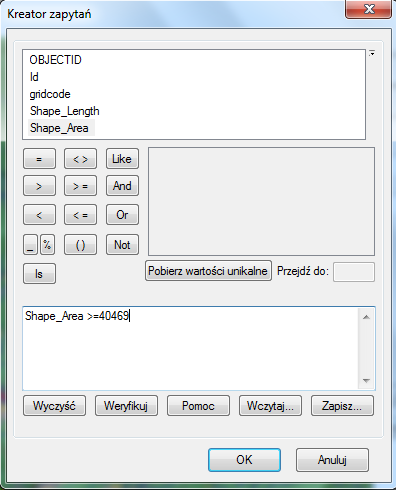 Kreator zapytań
OBJECTID
Id
gridcode
Shape_Length
Shape_Area
= < > Like
> > = And
< < = Or
_ % ( ) Not
Is
Pobierz wartości unikalne Przejdź do:
Shape_Area >=40469
Wyczyść Weryfikuj Pomoc Wczytaj... Zapisz...
OK Anuluj